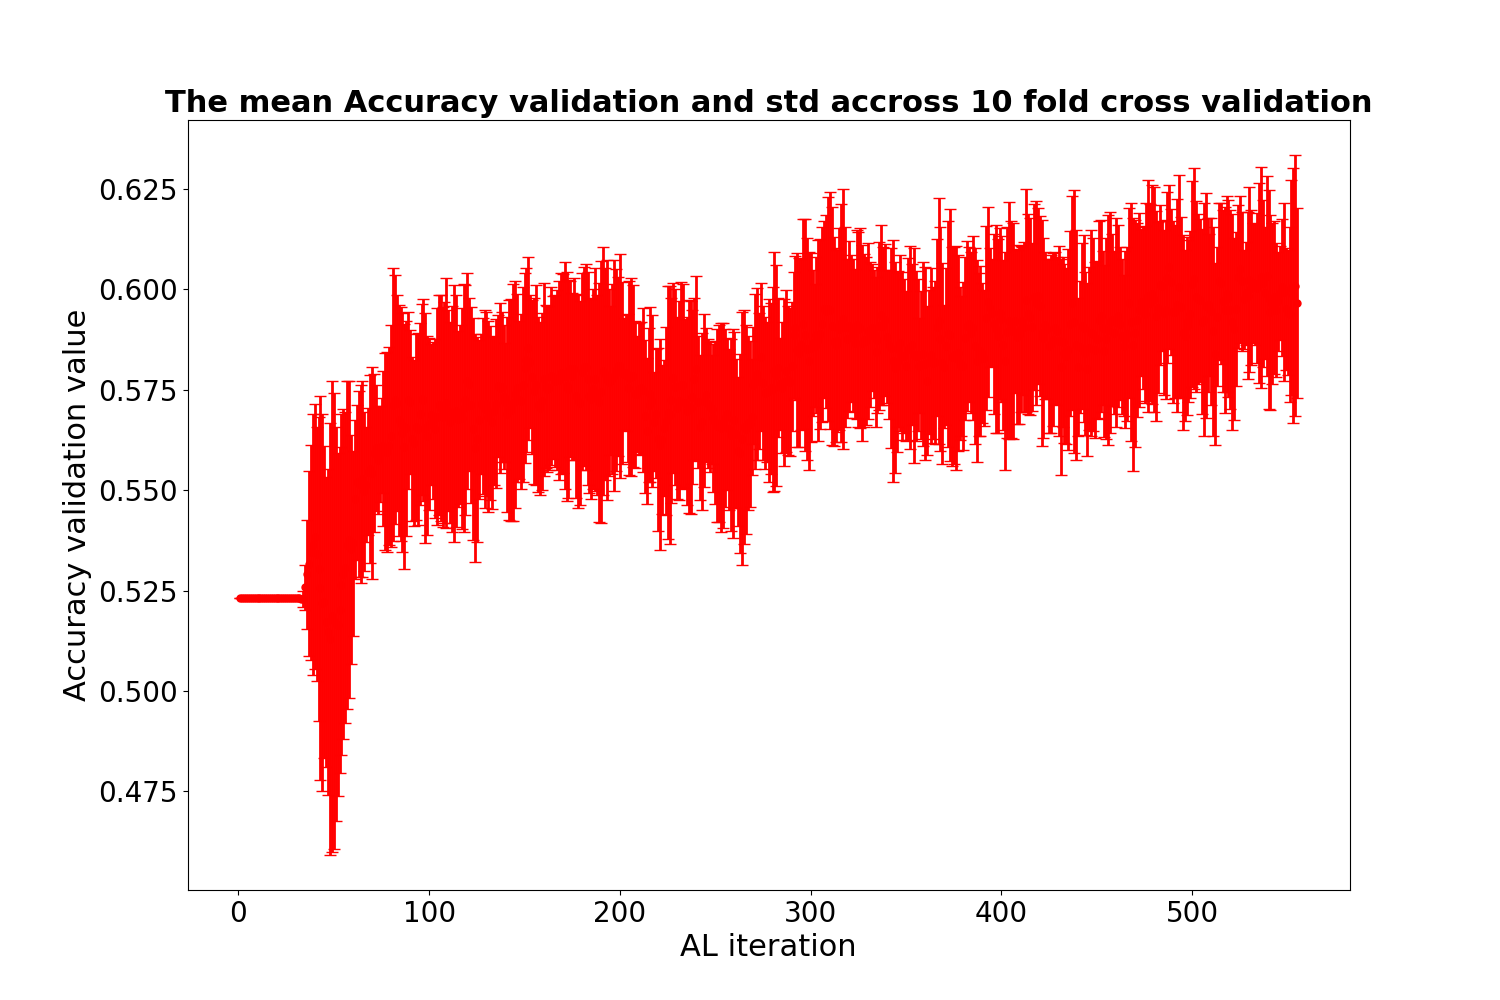 The mean Accuracy validation and std accross 10 fold cross validation
Accuracy validation value
0.625
0.600
0.575
0.550
0.525
0.500
0.475
0 100 200 300 400 500
AL iteration